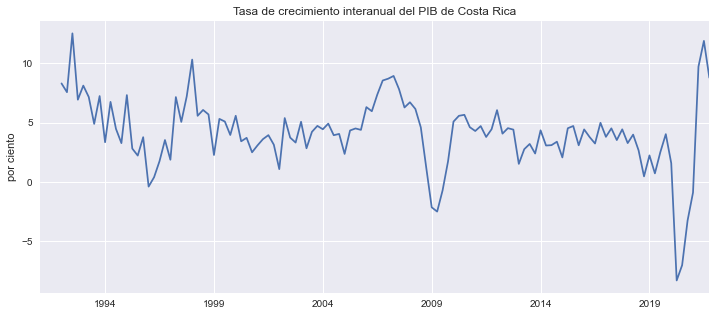 Tasa de crecimiento interanual del PIB de Costa Rica
por ciento
10
5
0
−5
1994 1999 2004 2009 2014 2019